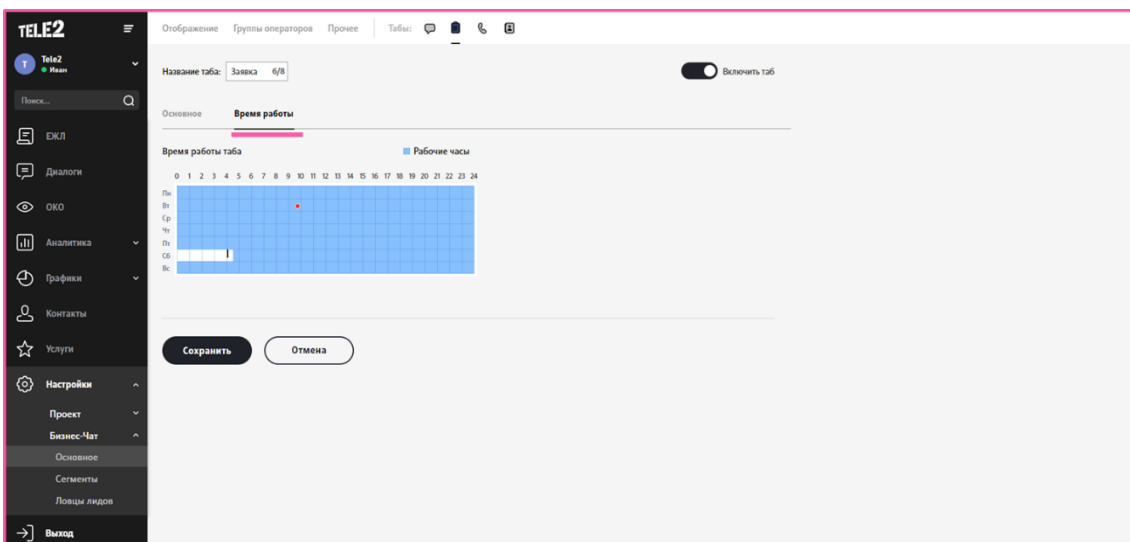 TELE2
Отображение Группы операторов Прочее Табы:
T
Tele2
Иван
Название таба: Заявка 6/8
Включить таб
Поиск...
Основное Время работы
ЕЖЛ
Время работы таба Рабочие часы
Диалоги
0 1 2 3 4 5 6 7 8 9 10 11 12 13 14 15 16 17 18 19 20 21 22 23 24
Пн
Вт
Ср
Чт
Пт
Сб
Вс
ОКО
Аналитика
Графики
Контакты
Услуги
Сохранить Отмена
Настройки
Проект
Бизнес-Чат
Основное
Сегменты
Ловцы лидов
Выход